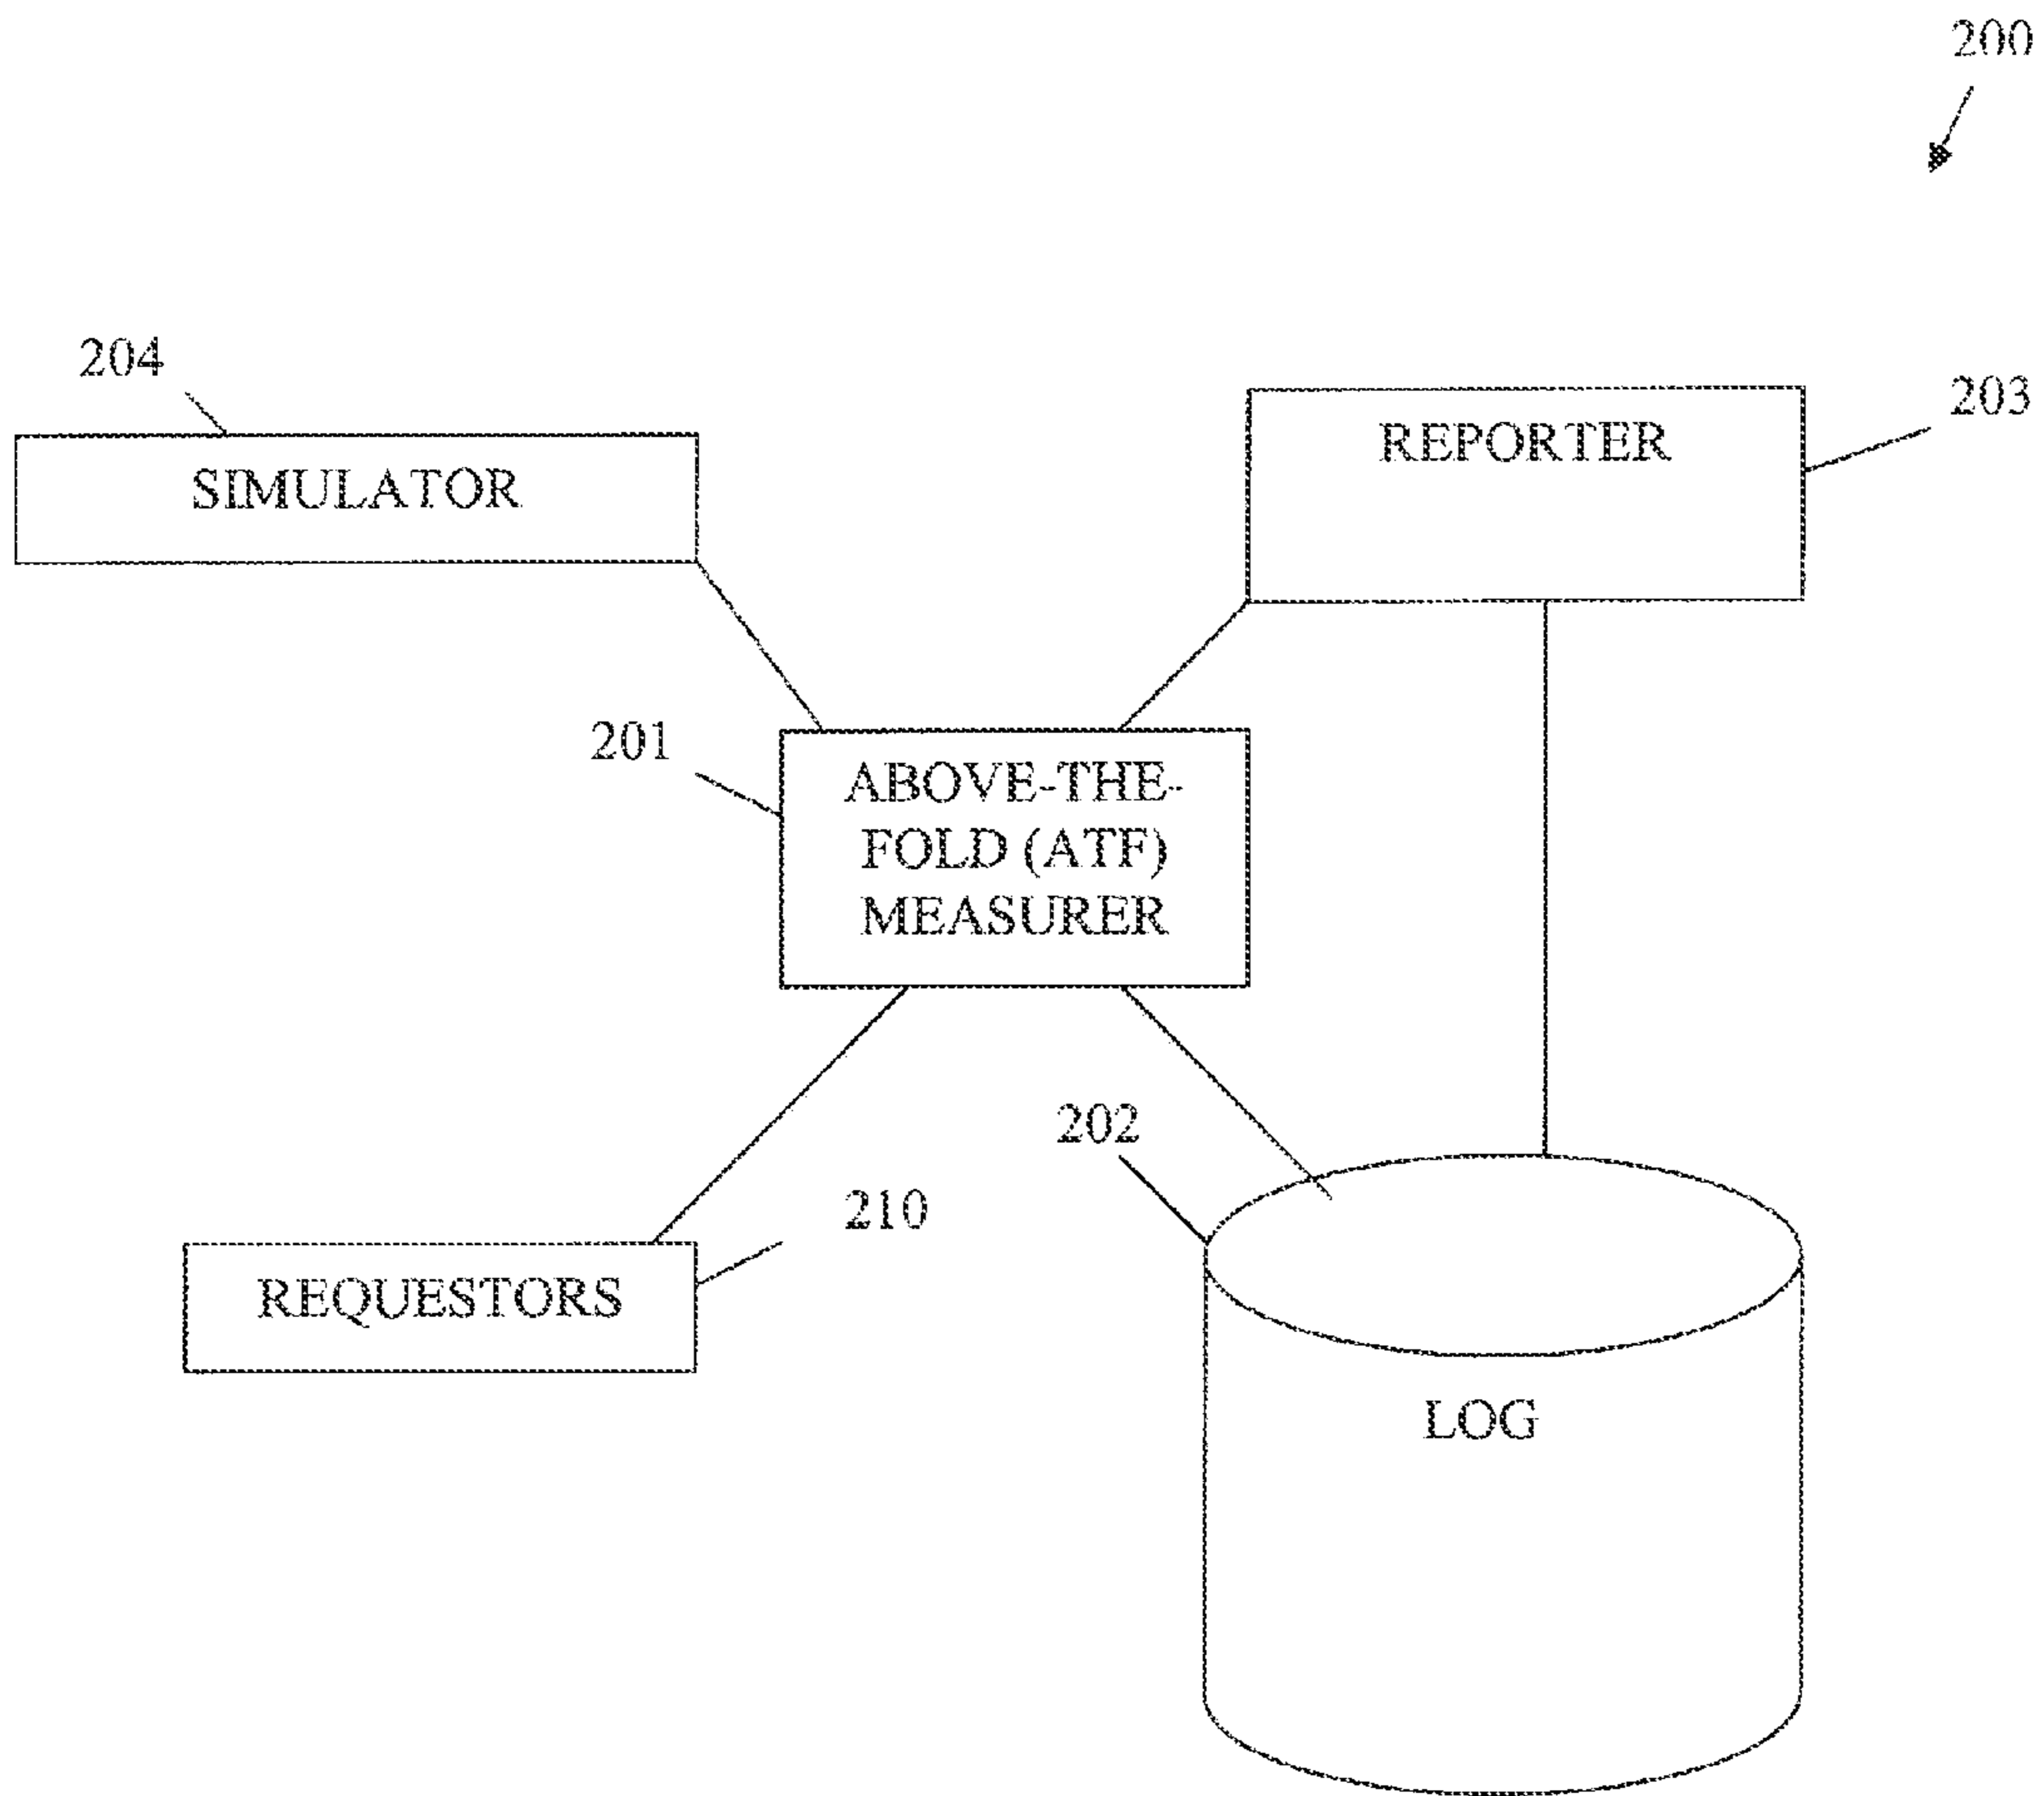 200
204
SIMULATOR
REPORTER
203
201
ABOVE-THE-
FOLD (ATF)
MEASURER
202
210
REQUESTORS
LOG